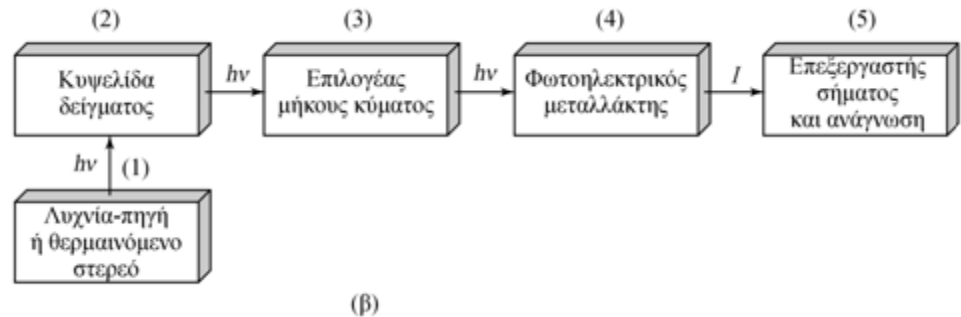 (2)
(3)
(4)
(5)
Κυψελίδα
δείγματος
hν
Επιλογέας
μήκους κύματος
hν
Φωτοηλεκτρικός
μεταλλάκτης
I
Επεξεργαστής
σήματος
και ανάγνωση
hν
(1)
Λυχνία-πηγή
ή θερμαινόμενο
στερεό
(β)